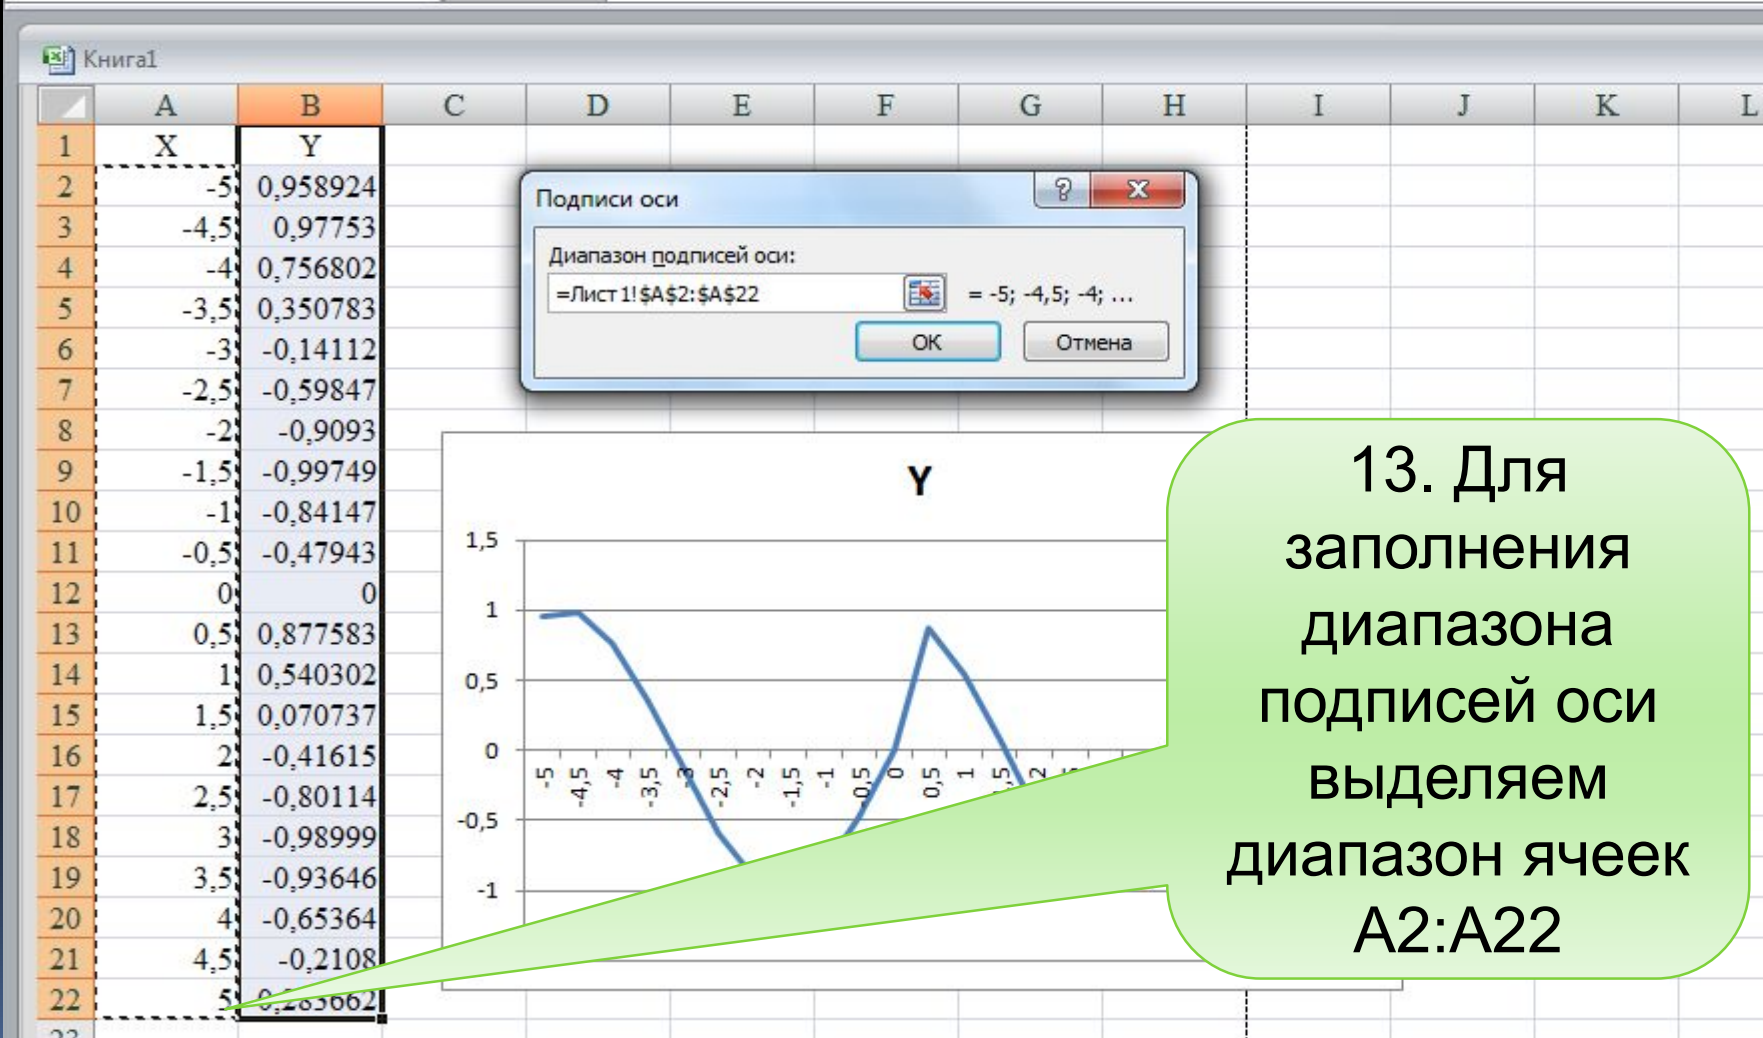 Книга1
A B C D E F G H I J K L
1 X Y
2 -5 0,958924
3 -4,5 0,97753
4 -4 0,756802
5 -3,5 0,350783
6 -3 -0,14112
7 -2,5 -0,59847
8 -2 -0,9093
9 -1,5 -0,99749
10 -1 -0,84147
11 -0,5 -0,47943
12 0 0
13 0,5 0,877583
14 1 0,540302
15 1,5 0,070737
16 2 -0,41615
17 2,5 -0,80114
18 3 -0,98999
19 3,5 -0,93646
20 4 -0,65364
21 4,5 -0,2108
22 5 0,283662
Подписи оси
Диапазон подписей оси:
=Лист1!$A$2:$A$22 = -5; -4,5; -4; ...
ОК Отмена
Y
1,5
1
0,5
0
-0,5
-1
-5 -4,5 -4 -3,5 -3 -2,5 -2 -1,5 -1 -0,5 0 0,5 1 1,5 2
13. Для
заполнения
диапазона
подписей оси
выделяем
диапазон ячеек
A2:A22